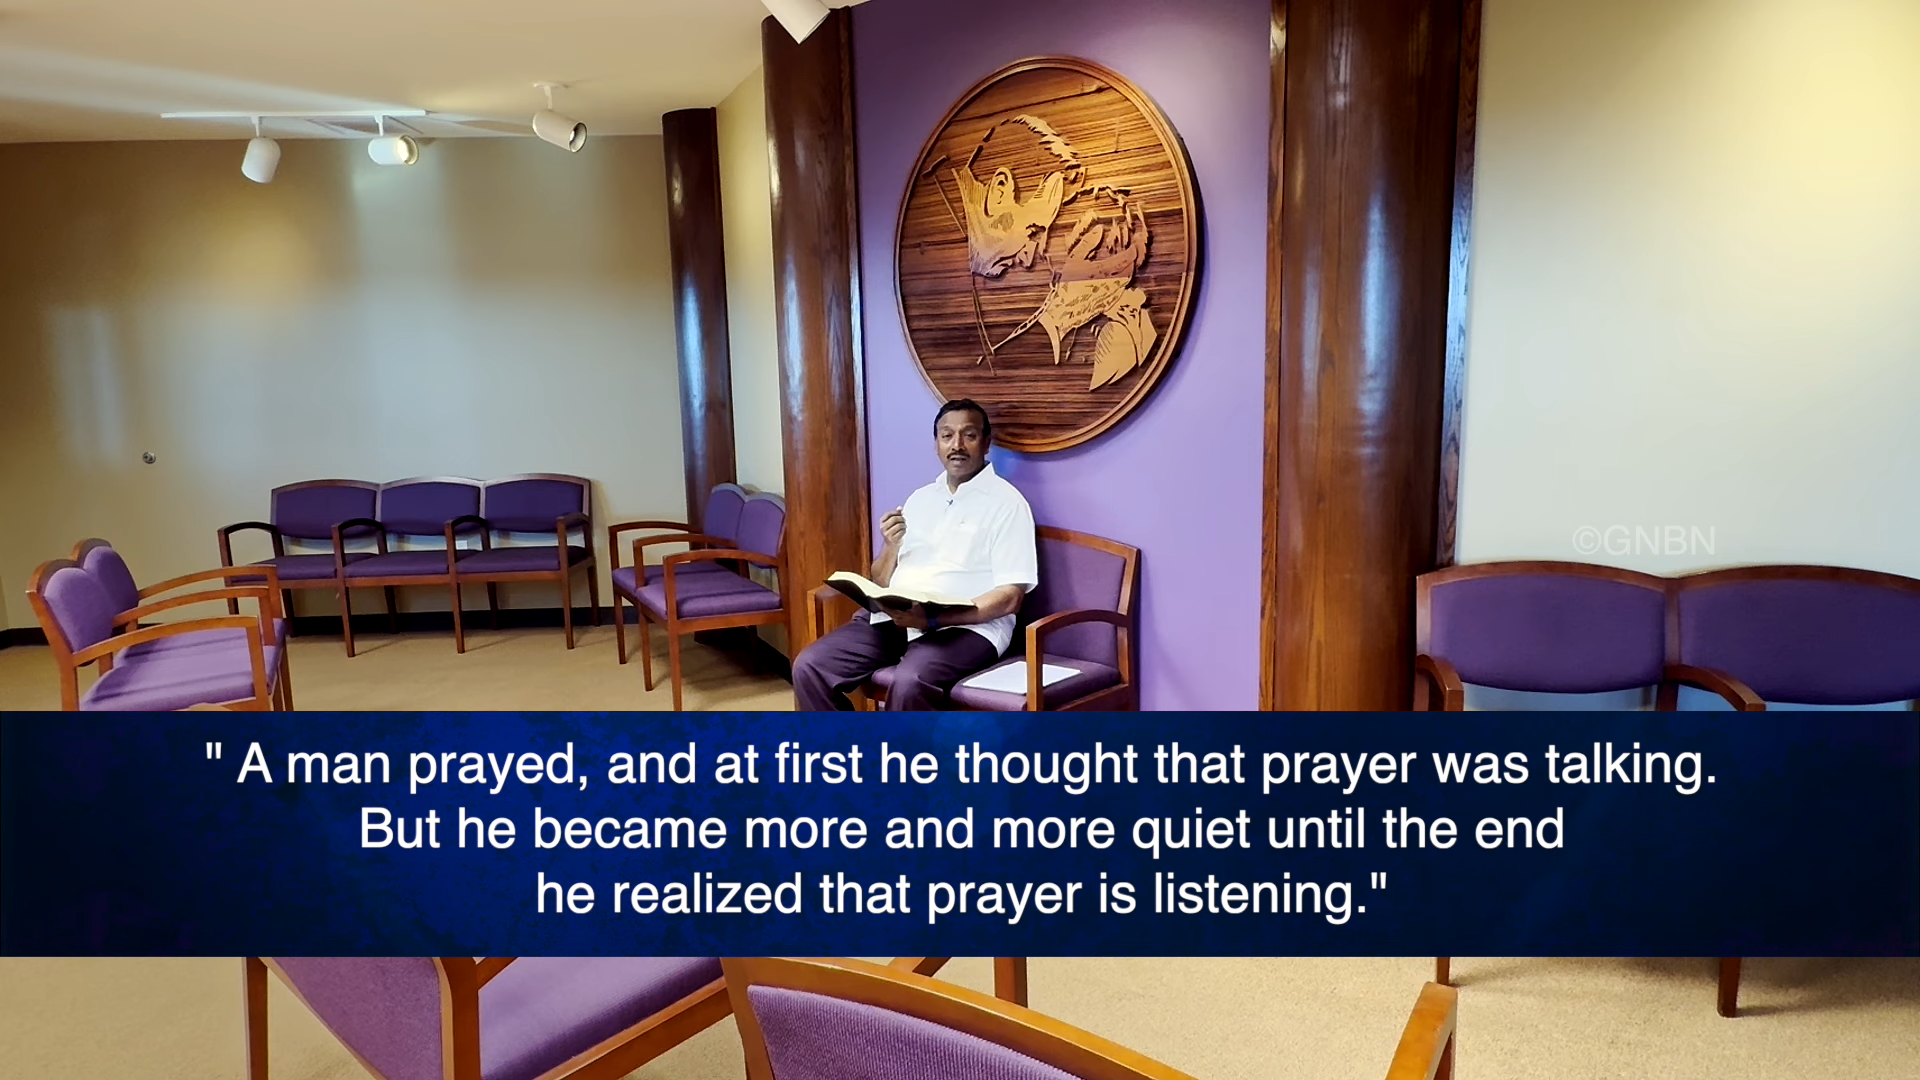 ©GNBN
" A man prayed, and at first he thought that prayer was talking.
But he became more and more quiet until the end
he realized that prayer is listening."